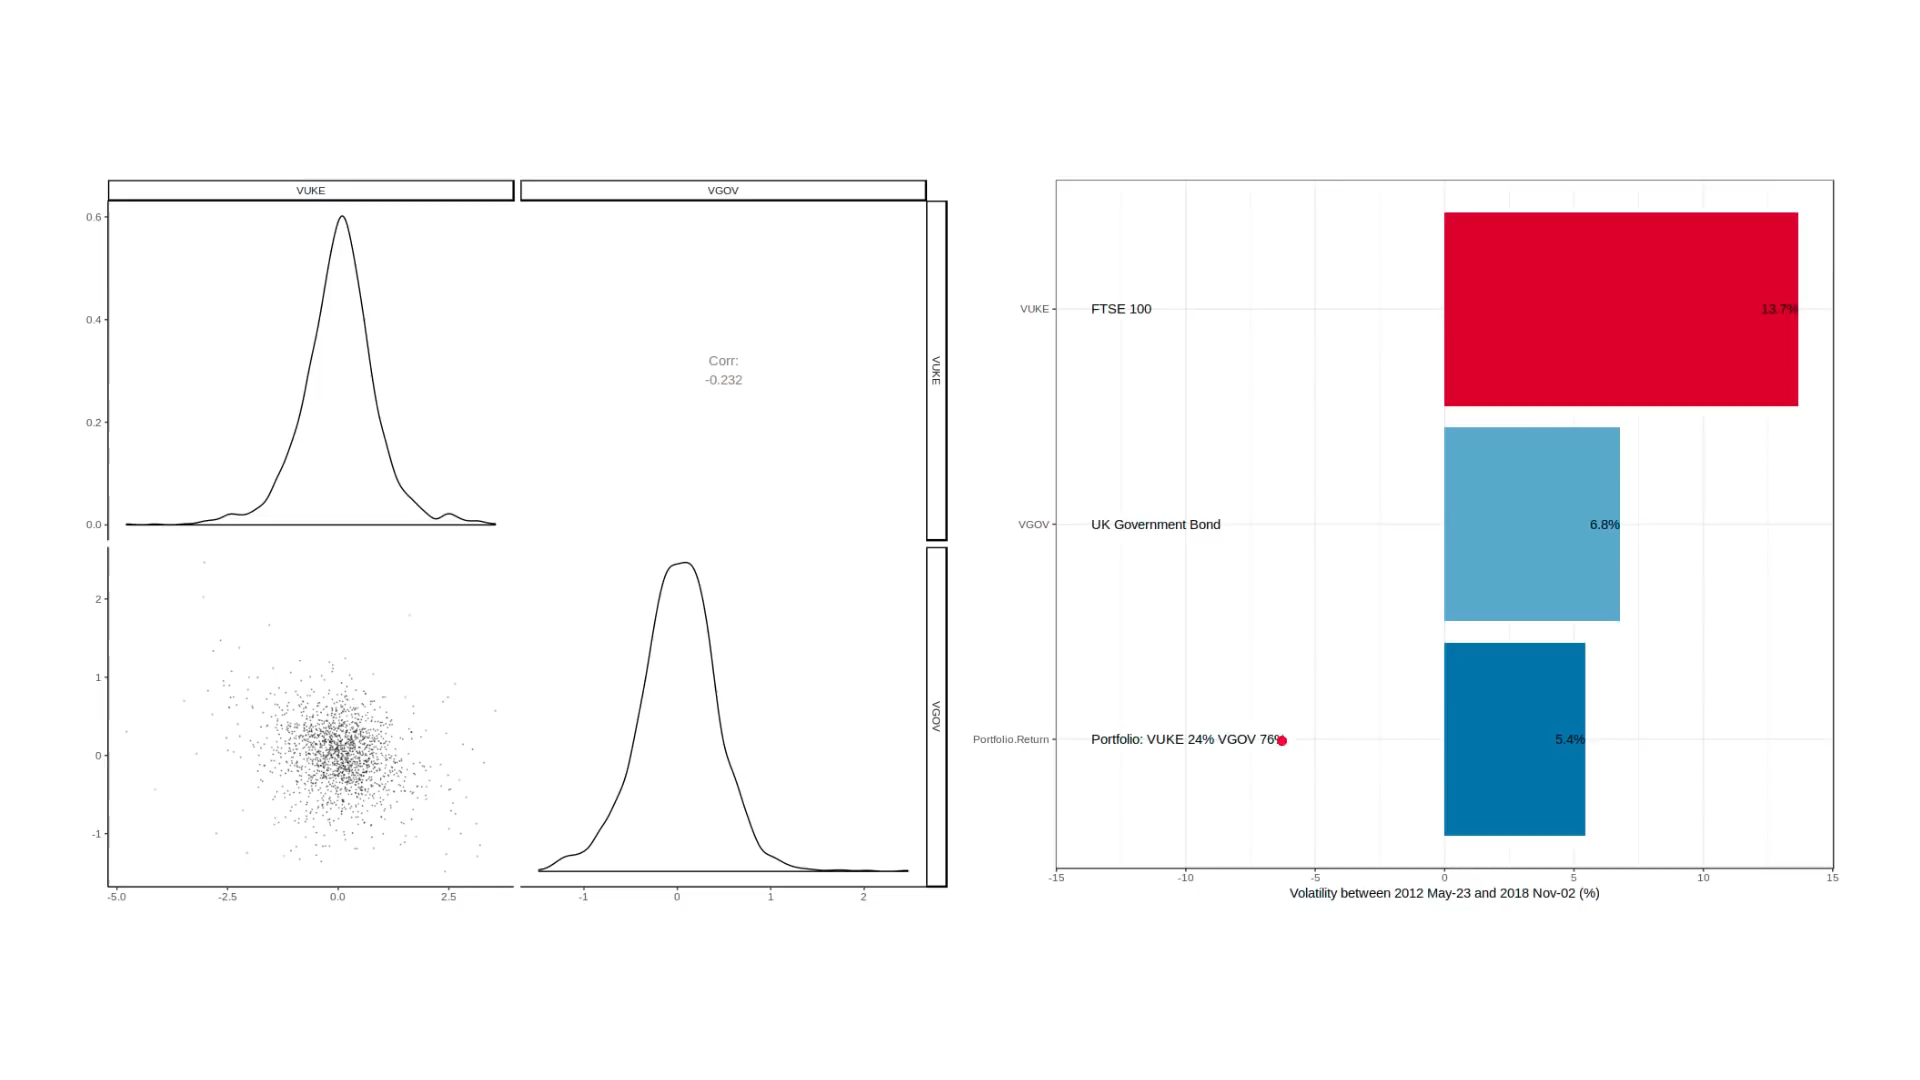 VUKE
VGOV
0.6
0.4
0.2
0.0
Corr:
-0.232
VUKE
2
1
0
-1
VGOV
-5.0
-2.5
0.0
2.5
-1
0
1
2
VUKE
FTSE 100
13.7%
VGOV
UK Government Bond
6.8%
Portfolio.Return
Portfolio: VUKE 24% VGOV 76%
5.4%
-15
-10
-5
0
5
10
15
Volatility between 2012 May-23 and 2018 Nov-02 (%)